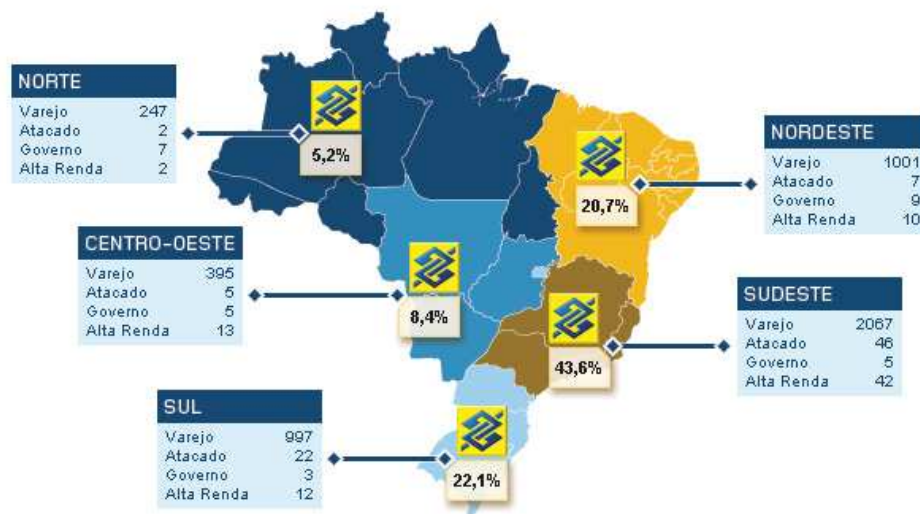 NORTE
Varejo 247
Atacado 2
Governo 7
Alta Renda 2
5,2%
NORDESTE
Varejo 1001
Atacado 7
Governo 9
Alta Renda 10
20,7%
CENTRO-OESTE
Varejo 395
Atacado 5
Governo 5
Alta Renda 13
8,4%
SUDESTE
Varejo 2067
Atacado 46
Governo 5
Alta Renda 42
43,6%
SUL
Varejo 997
Atacado 22
Governo 3
Alta Renda 12
22,1%